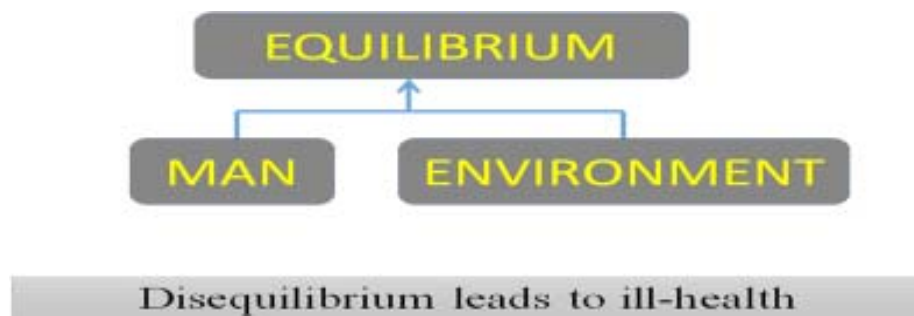 EQUILIBRIUM
MAN
ENVIRONMENT
Disequilibrium leads to ill-health